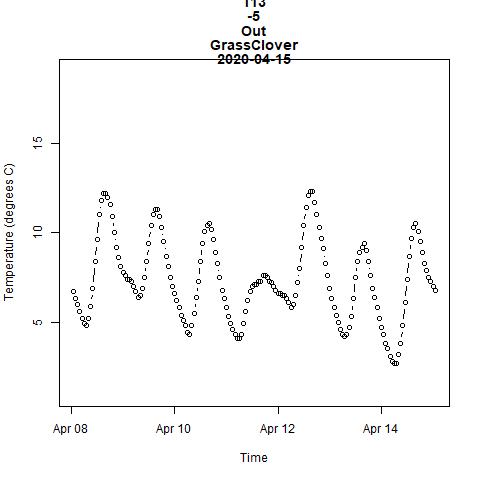 113
-5
Out
GrassClover
2020-04-15
Temperature (degrees C)
15
10
5
Apr 08
Apr 10
Apr 12
Apr 14
Time